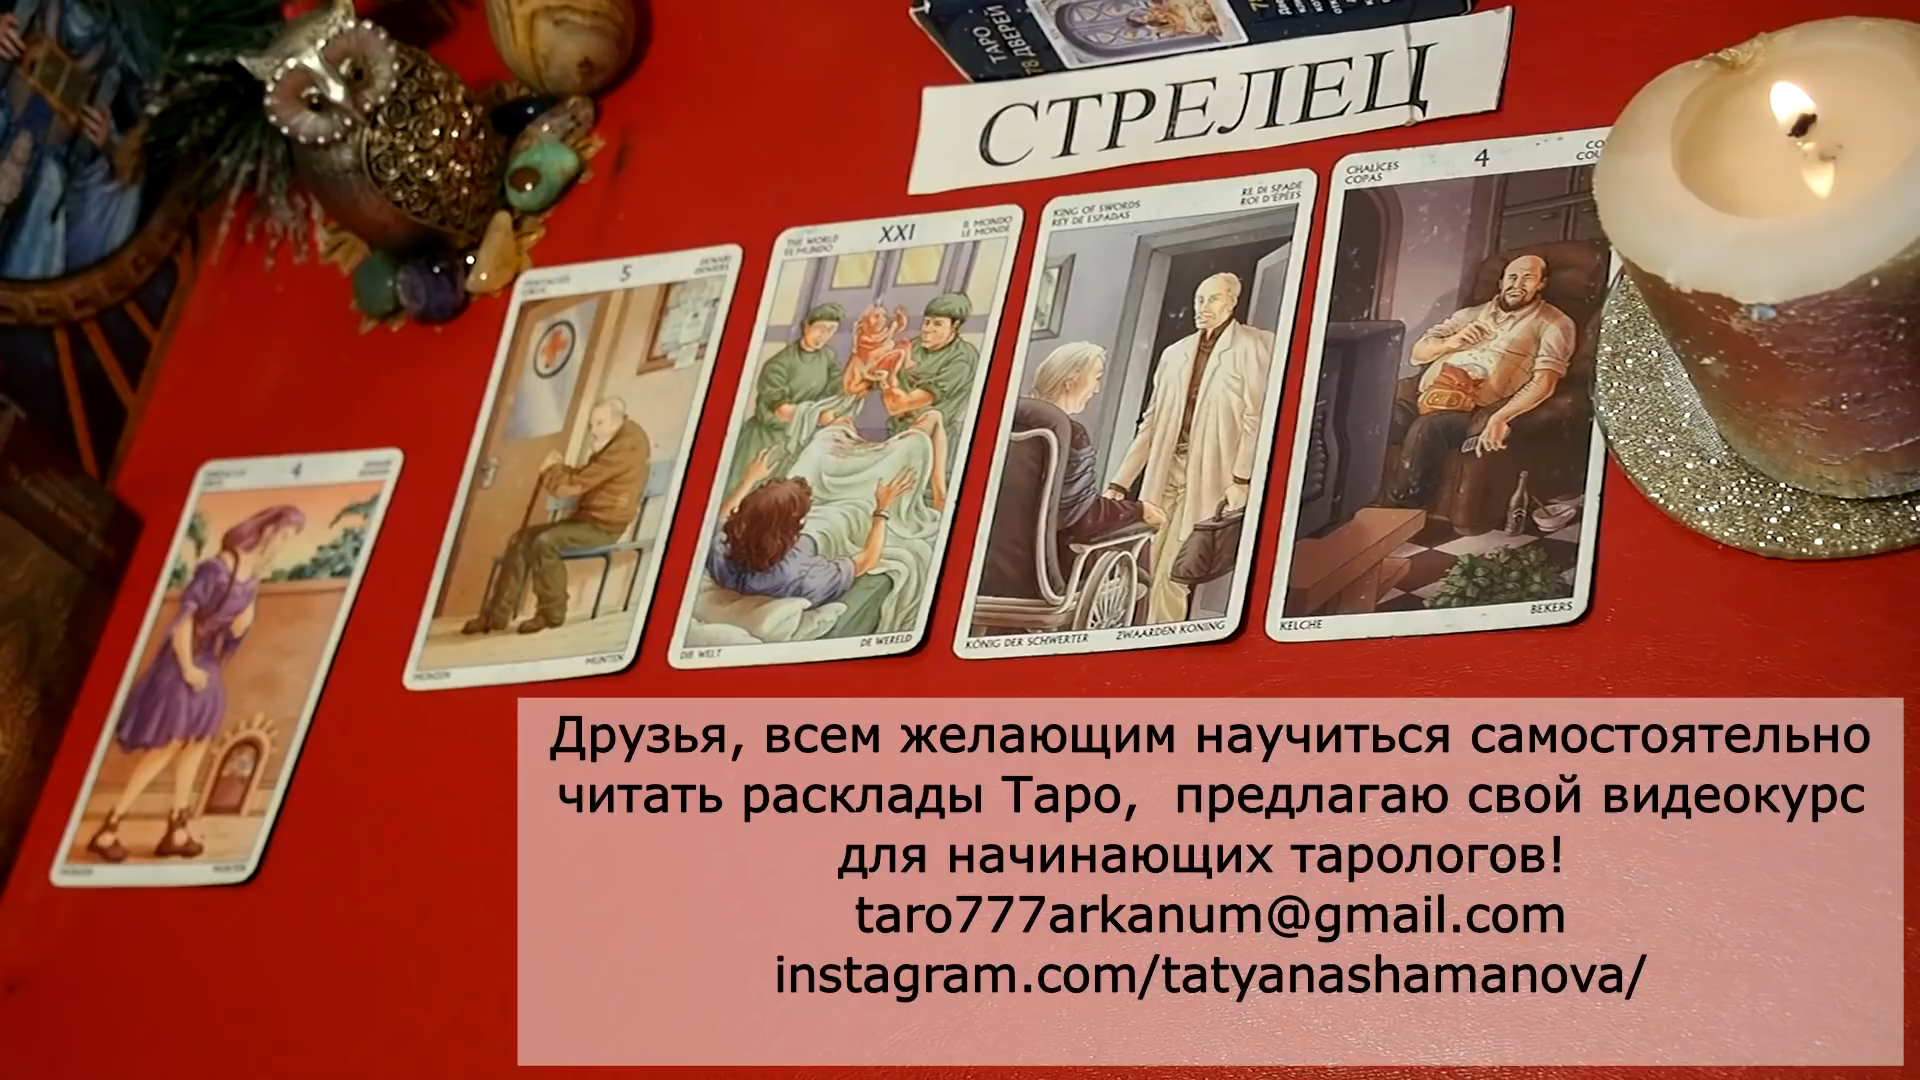 ТАРО
78 ДВЕРЕЙ
СТРЕЛЕЦ
4
5
MUNTEN
THE WORLD
EL MUNDO
XXI
IL MONDO
LE MONDE
DIE WELT
DE WERELD
KING OF SWORDS
REY DE ESPADAS
RE DI SPADE
ROI D'ÉPÉES
KÖNIG DER SCHWERTER
ZWAARDEN KONING
CHALICES
COPAS
4
KELCHE
BEKERS
Друзья, всем желающим научиться самостоятельно
читать расклады Таро, предлагаю свой видеокурс
для начинающих тарологов!
taro777arkanum@gmail.com
instagram.com/tatyanashamanova/